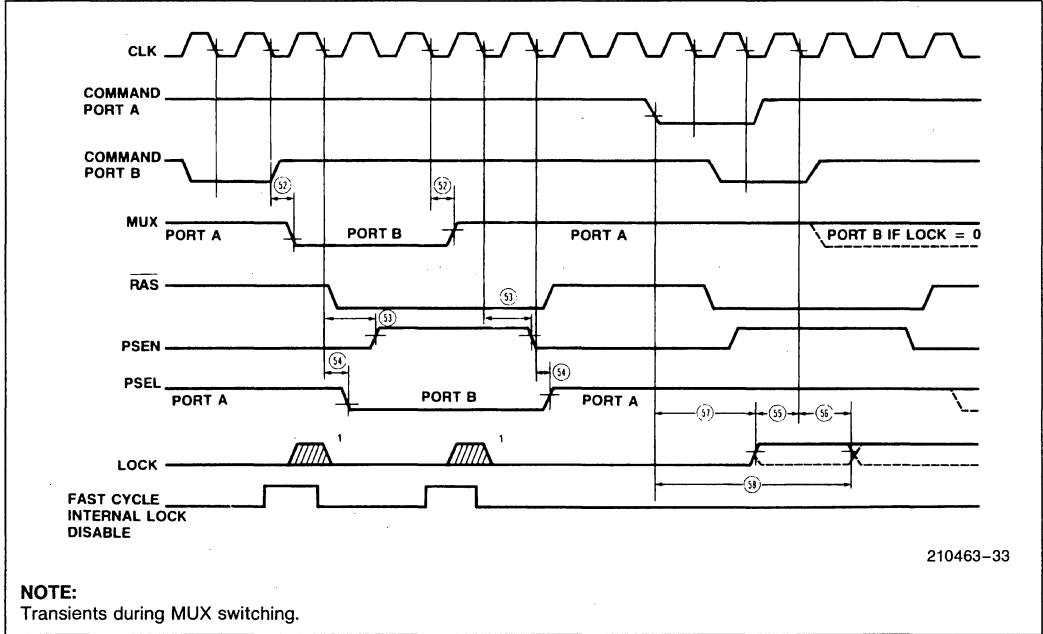 CLK
COMMAND
PORT A
COMMAND
PORT B
52 52
MUX
PORT A PORT B PORT A PORT B IF LOCK = 0
RAS
53
53
PSEN
54 54
PSEL
PORT A PORT B PORT A
57 55 56
1 1
LOCK
58
FAST CYCLE
INTERNAL LOCK
DISABLE
210463-33
NOTE:
Transients during MUX switching.